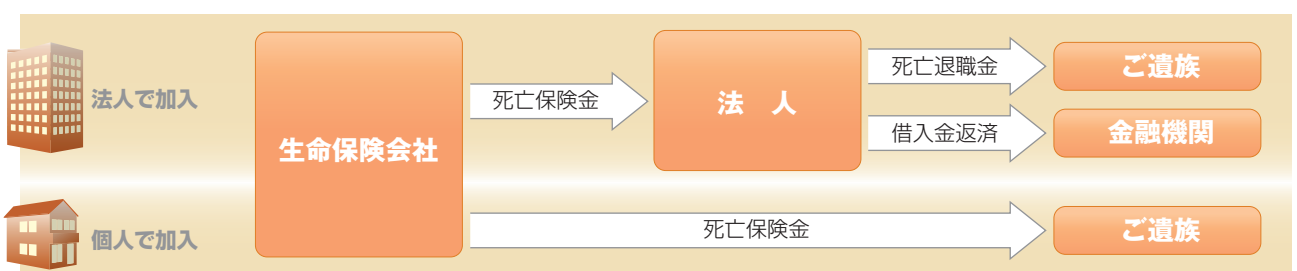 法人で加入
生命保険会社
死亡保険金
法　人
死亡退職金
ご遺族
借入金返済
金融機関
個人で加入
死亡保険金
ご遺族